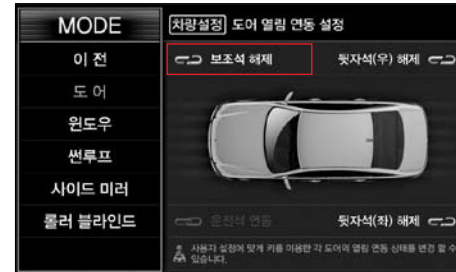 MODE
[차량설정] 도어 열림 연동 설정
이 전
보조석 해제
뒷자석(우) 해제
도 어
윈도우
썬루프
사이드 미러
롤러 블라인드
운전석 연동
뒷자석(좌) 해제
사용자 설정에 맞게 키를 이용한 각 도어의 열림 연동 상태를 변경 할 수
있습니다.